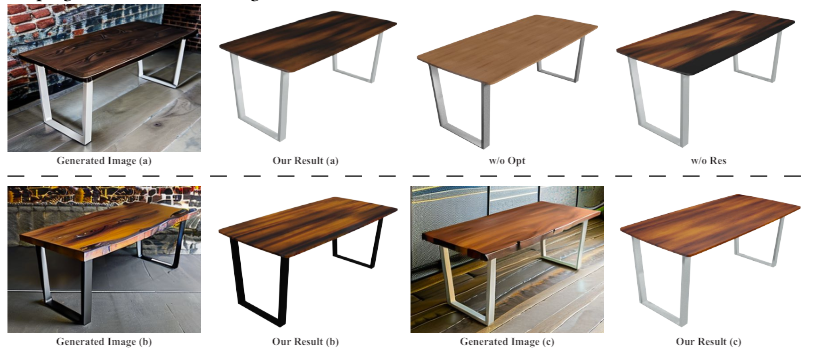 Generated Image (a)
Our Result (a)
w/o Opt
w/o Res
Generated Image (b)
Our Result (b)
Generated Image (c)
Our Result (c)